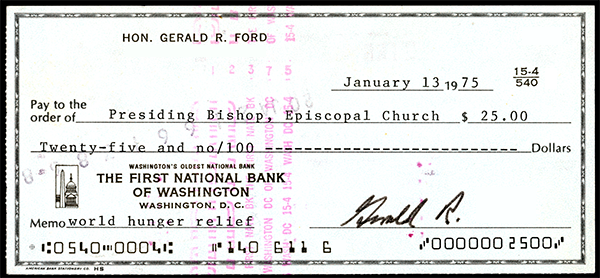 HON. GERALD R. FORD
January 13 1975
15-4
540
Pay to the
order of Presiding Bishop, Episcopal Church $ 25.00
Twenty-five and no/100 Dollars
WASHINGTON'S OLDEST NATIONAL BANK
THE FIRST NATIONAL BANK
OF WASHINGTON
WASHINGTON, D. C.
Memo world hunger relief
Gerald R.
0540 0004 140 611 6 0000002500
AMERICAN BANK STATIONERY CO. HS